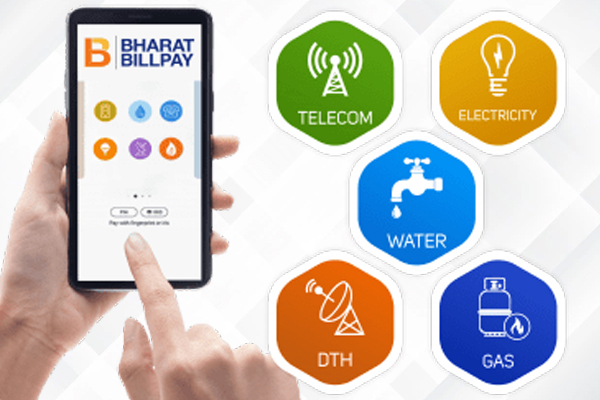 B BHARAT
BILLPAY
TELECOM
ELECTRICITY
WATER
DTH
GAS